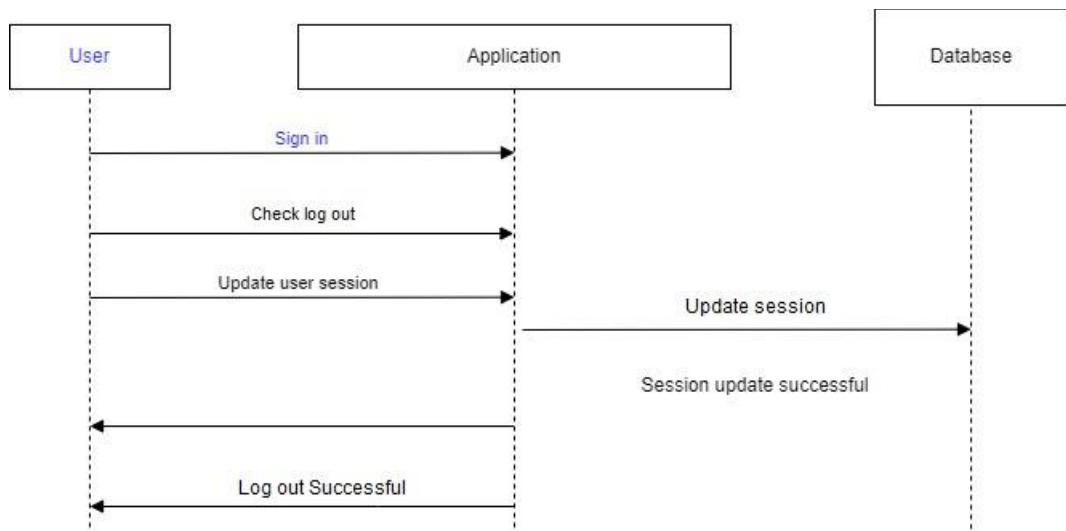 User
Application
Database
Sign in
Check log out
Update user session
Update session
Session update successful
Log out Successful